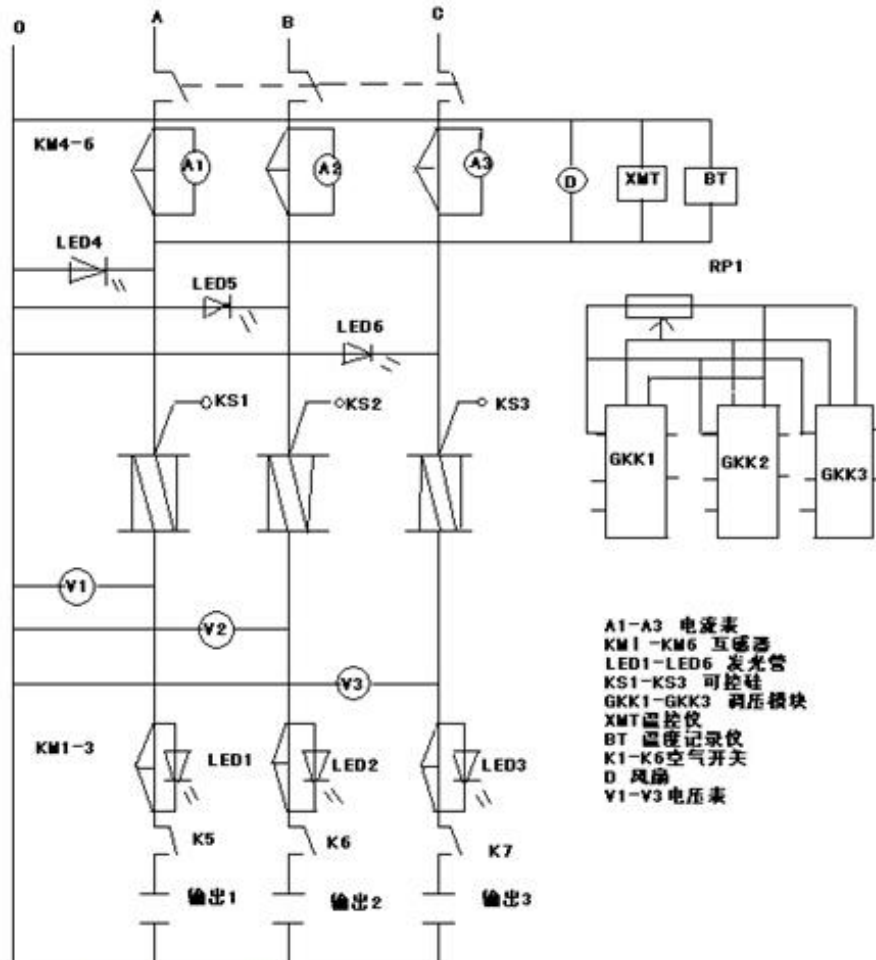 O A B C
KM4-6 A1 A2 A3 D XMT BT
LED4
RP1
LED5
LED6
KS1 KS2 KS3
GKK1 GKK2 GKK3
V1
V2
V3
KM1-3 LED1 LED2 LED3
K5 K6 K7
输出1 输出2 输出3
A1-A3 电流表
KM1-KM6 互感器
LED1-LED6 发光管
KS1-KS3 可控硅
GKK1-GKK3 调压模块
XMT温控仪
BT 温度记录仪
K1-K6空气开关
D 风扇
V1-V3电压表